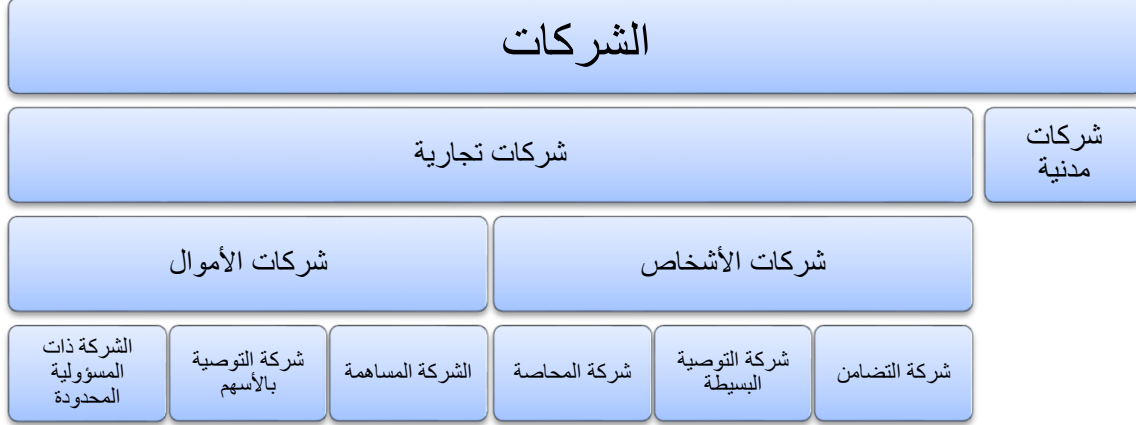 الشركات
شركات
مدنية
شركات تجارية
شركات الأشخاص
شركات الأموال
شركة التضامن
شركة التوصية
البسيطة
شركة المحاصة
الشركة المساهمة
شركة التوصية
بالأسهم
الشركة ذات
المسؤولية
المحدودة